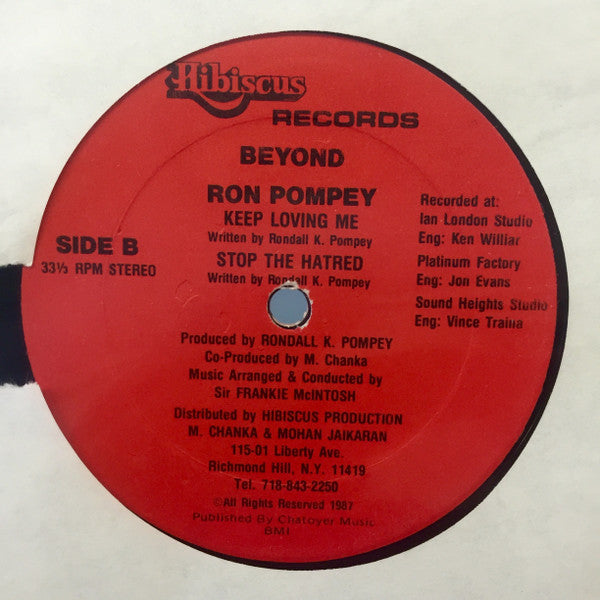 Hibiscus
RECORDS
BEYOND
RON POMPEY
KEEP LOVING ME
Written by Rondall K. Pompey
STOP THE HATRED
Written by Rondall K. Pompey
SIDE B
33⅓ RPM STEREO
Recorded at:
Ian London Studio
Eng: Ken Williar
Platinum Factory
Eng: Jon Evans
Sound Heights Studio
Eng: Vince Traina
Produced by RONDALL K. POMPEY
Co-Produced by M. Chanka
Music Arranged & Conducted by
Sir FRANKIE McINTOSH
Distributed by HIBISCUS PRODUCTION
M. CHANKA & MOHAN JAIKARAN
115-01 Liberty Ave.
Richmond Hill, N.Y. 11419
Tel. 718-843-2250
©All Rights Reserved 1987
Published By Chatoyer Music
BMI